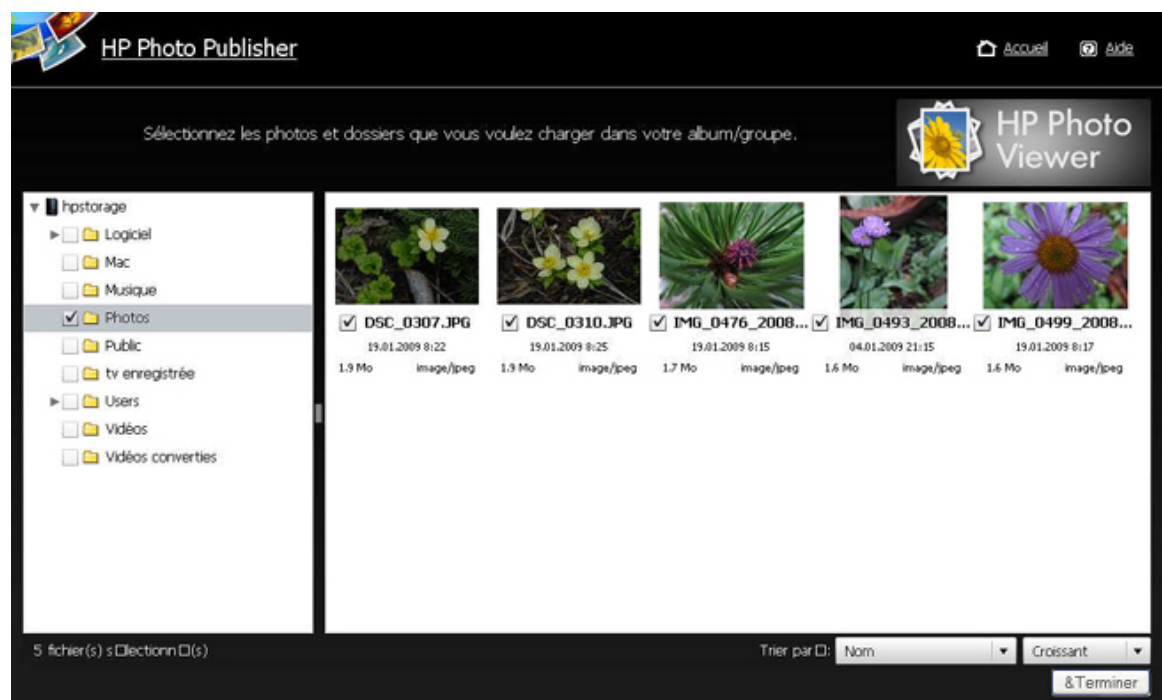 HP Photo Publisher
Accueil
Aide
Sélectionnez les photos et dossiers que vous voulez charger dans votre album/groupe.
HP Photo
Viewer
hpstorage
Logiciel
Mac
Musique
Photos
Public
tv enregistrée
Users
Vidéos
Vidéos converties
DSC_0307.JPG
19.01.2009 8:22
1.9 Mo image/jpeg
DSC_0310.JPG
19.01.2009 8:25
1.9 Mo image/jpeg
IMG_0476_2008...
19.01.2009 8:15
1.7 Mo image/jpeg
IMG_0493_2008...
04.01.2009 21:15
1.6 Mo image/jpeg
IMG_0499_2008...
19.01.2009 8:17
1.6 Mo image/jpeg
5 fichier(s) s□lectionn□(s)
Trier par□: Nom Croissant
&Terminer